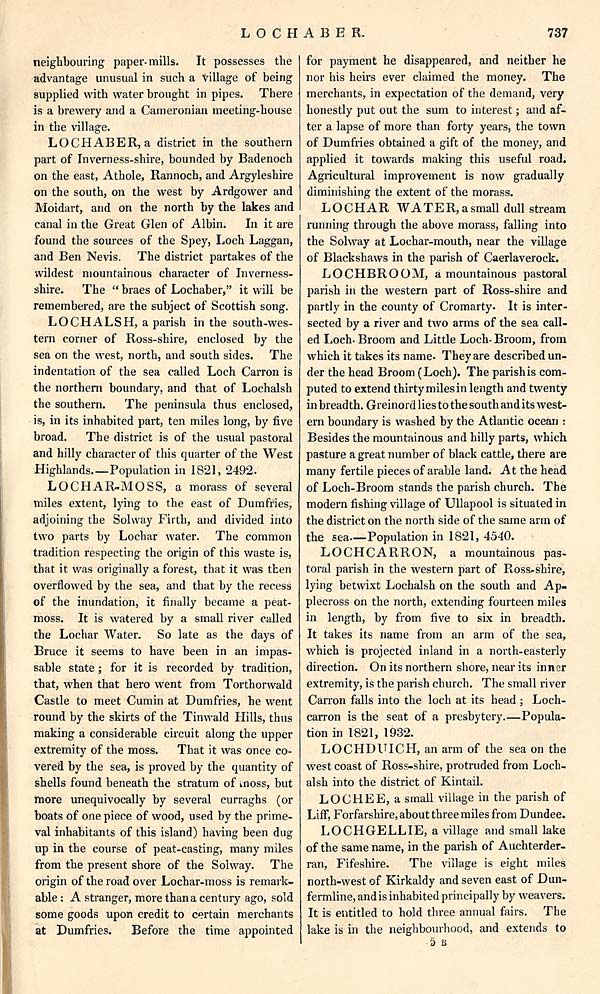 LOCHABER.
737
neighbouring paper-mills. It possesses the
advantage unusual in such a village of being
supplied with water brought in pipes. There
is a brewery and a Cameronian meeting-house
in the village.
LOCHABER, a district in the southern
part of Inverness-shire, bounded by Badenoch
on the east, Athole, Rannoch, and Argyleshire
on the south, on the west by Ardgower and
Moidart, and on the north by the lakes and
canal in the Great Glen of Albin. In it are
found the sources of the Spey, Loch Laggan,
and Ben Nevis. The district partakes of the
wildest mountainous character of Inverness-
shire. The “braes of Lochaber,” it will be
remembered, are the subject of Scottish song.
LOCHALSH, a parish in the south-wes-
tern corner of Ross-shire, enclosed by the
sea on the west, north, and south sides. The
indentation of the sea called Loch Carron is
the northern boundary, and that of Lochalsh
the southern. The peninsula thus enclosed,
is, in its inhabited part, ten miles long, by five
broad. The district is of the usual pastoral
and hilly character of this quarter of the West
Highlands.—Population in 1821, 2492.
LOCHAR-MOSS, a morass of several
miles extent, lying to the east of Dumfries,
adjoining the Solway Firth, and divided into
two parts by Lochar water. The common
tradition respecting the origin of this waste is,
that it was originally a forest, that it was then
overflowed by the sea, and that by the recess
of the inundation, it finally became a peat-
moss. It is watered by a small river called
the Lochar Water. So late as the days of
Bruce it seems to have been in an impas-
sable state; for it is recorded by tradition,
that, when that hero went from Torthorwald
Castle to meet Cumin at Dumfries, he went
round by the skirts of the Tinwald Hills, thus
making a considerable circuit along the upper
extremity of the moss. That it was once co-
vered by the sea, is proved by the quantity of
shells found beneath the stratum of moss, but
more unequivocally by several curraghs (or
boats of one piece of wood, used by the prime-
val inhabitants of this island) having been dug
up in the course of peat-casting, many miles
from the present shore of the Solway. The
origin of the road over Lochar-moss is remark-
able: A stranger, more than a century ago, sold
some goods upon credit to certain merchants
at Dumfries. Before the time appointed
for payment he disappeared, and neither he
nor his heirs ever claimed the money. The
merchants, in expectation of the demand, very
honestly put out the sum to interest; and af-
ter a lapse of more than forty years, the town
of Dumfries obtained a gift of the money, and
applied it towards making this useful road.
Agricultural improvement is now gradually
diminishing the extent of the morass.
LOCHAR WATER, a small dull stream
running through the above morass, falling into
the Solway at Lochar-mouth, near the village
of Blackshaws in the parish of Caerlaverock.
LOCHBROOM, a mountainous pastoral
parish in the western part of Ross-shire and
partly in the county of Cromarty. It is inter-
sected by a river and two arms of the sea call-
ed Loch-Broom and Little Loch-Broom, from
which it takes its name. They are described un-
der the head Broom (Loch). The parish is com-
puted to extend thirty miles in length and twenty
in breadth. Greinord lies to the south and its west-
ern boundary is washed by the Atlantic ocean:
Besides the mountainous and hilly parts, which
pasture a great number of black cattle, there are
many fertile pieces of arable land. At the head
of Loch-Broom stands the parish church. The
modern fishing village of Ullapool is situated in
the district on the north side of the same arm of
the sea.—Population in 1821, 4540.
LOCHCARRON, a mountainous pas-
toral parish in the western part of Ross-shire,
lying betwixt Lochalsh on the south and Ap-
plecross on the north, extending fourteen miles
in length, by from five to six in breadth.
It takes its name from an arm of the sea,
which is projected inland in a north-easterly
direction. On its northern shore, near its inner
extremity, is the parish church. The small river
Carron falls into the loch at its head; Loch-
carron is the seat of a presbytery.—Popula-
tion in 1821, 1932.
LOCHDUICH, an arm of the sea on the
west coast of Ross-shire, protruded from Loch-
alsh into the district of Kintail.
LOCHEE, a small village in the parish of
Liff, Forfarshire, about three miles from Dundee.
LOCHGELLIE, a village and small lake
of the same name, in the parish of Auchterder-
ran, Fifeshire. The village is eight miles
north-west of Kirkaldy and seven east of Dun-
fermline, and is inhabited principally by weavers.
It is entitled to hold three annual fairs. The
lake is in the neighbourhood, and extends to
5 B